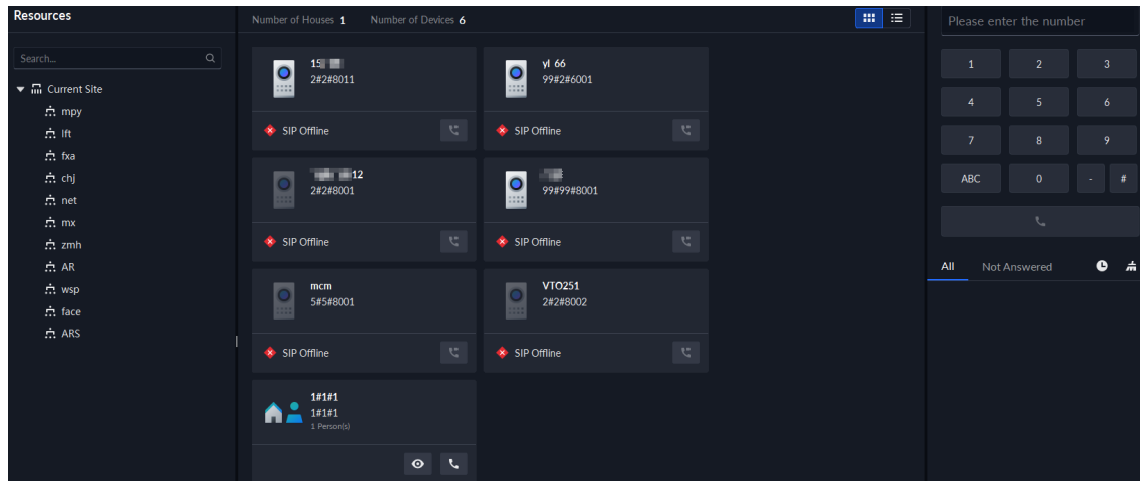 Resources
Search...
Current Site
mpy
lft
fxa
chj
net
mx
zmh
AR
wsp
face
ARS
Number of Houses 1 Number of Devices 6
15
2#2#8011
SIP Offline
yl 66
99#2#6001
SIP Offline
12
2#2#8001
SIP Offline
99#99#8001
SIP Offline
mcm
5#5#8001
SIP Offline
VTO251
2#2#8002
SIP Offline
1#1#1
1#1#1
1 Person(s)
Please enter the number
1 2 3
4 5 6
7 8 9
ABC 0 - #
All Not Answered